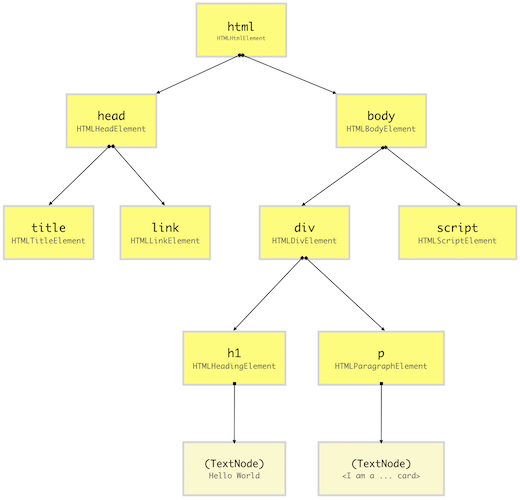 html
HTMLHtmlElement
head
HTMLHeadElement
body
HTMLBodyElement
title
HTMLTitleElement
link
HTMLLinkElement
div
HTMLDivElement
script
HTMLScriptElement
h1
HTMLHeadingElement
p
HTMLParagraphElement
(TextNode)
Hello World
(TextNode)
<I am a ... card>